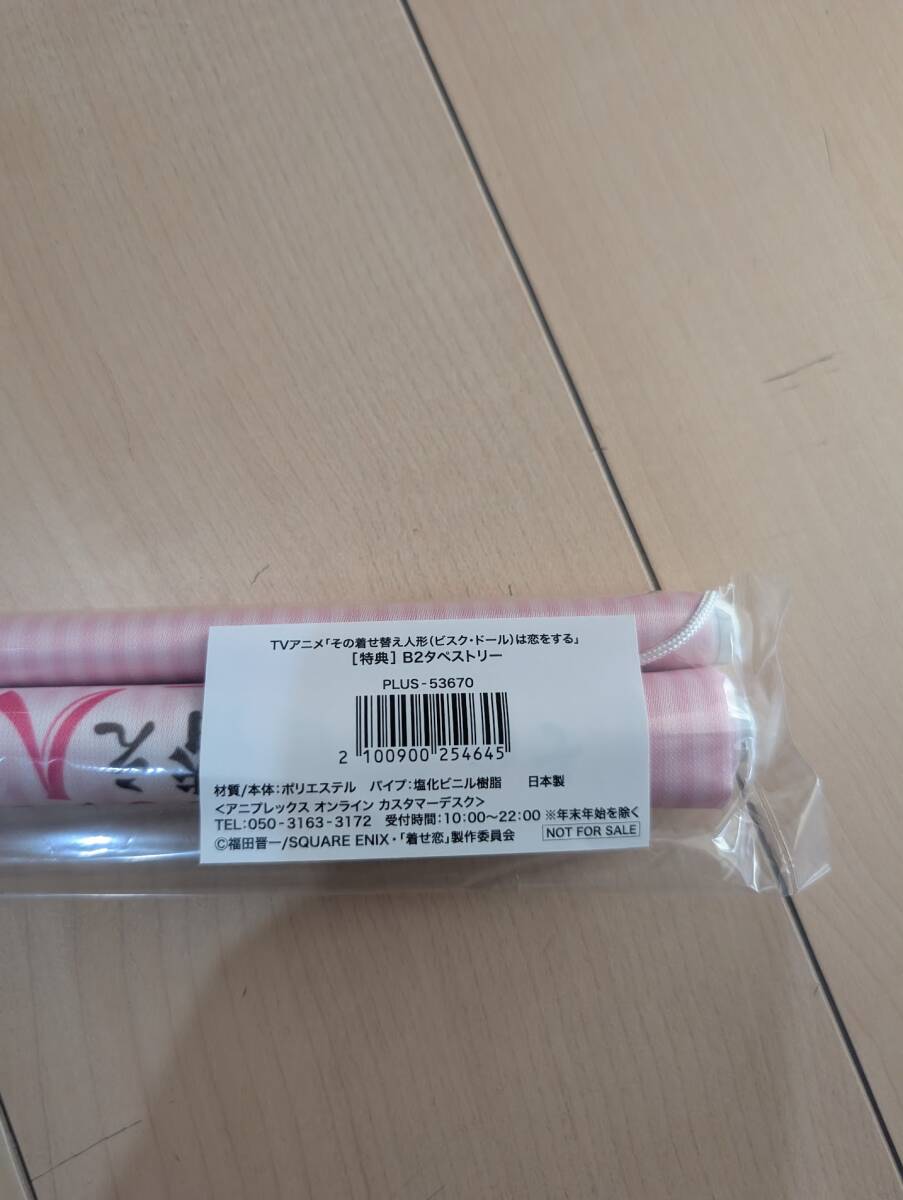 TVアニメ「その着せ替え人形(ビスク・ドール)は恋をする」
[特典] B2タペストリー
PLUS-53670
2 100900 254645
材質/本体:ポリエステル パイプ:塩化ビニル樹脂 日本製
<アニプレックス オンライン カスタマーデスク>
TEL:050-3163-3172 受付時間:10:00〜22:00 ※年末年始を除く
©福田晋一/SQUARE ENIX・「着せ恋」製作委員会
NOT FOR SALE